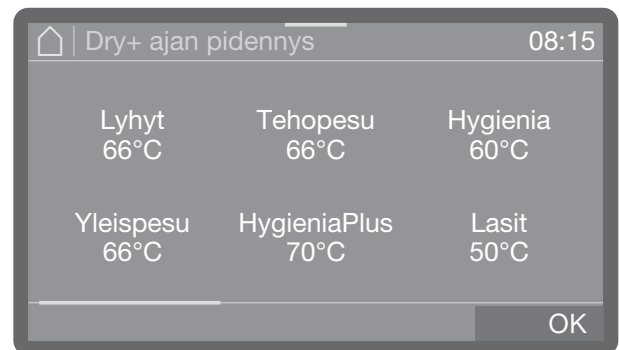 Dry+ ajan pidennys 08:15
Lyhyt Tehopesu Hygienia
66°C 66°C 60°C
Yleispesu HygieniaPlus Lasit
66°C 70°C 50°C
OK